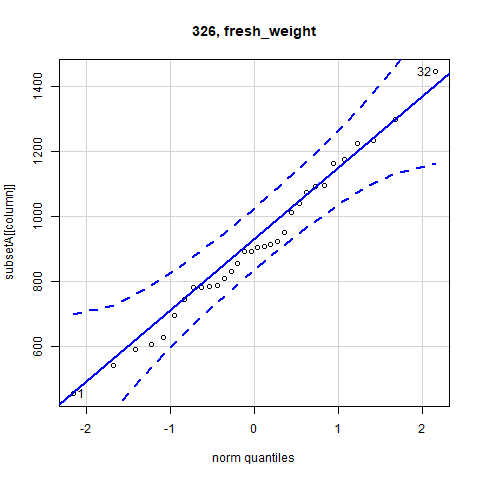 326, fresh_weight
32
1400
1200
1000
800
600
1
-2 -1 0 1 2
subsetA[[column]]
norm quantiles